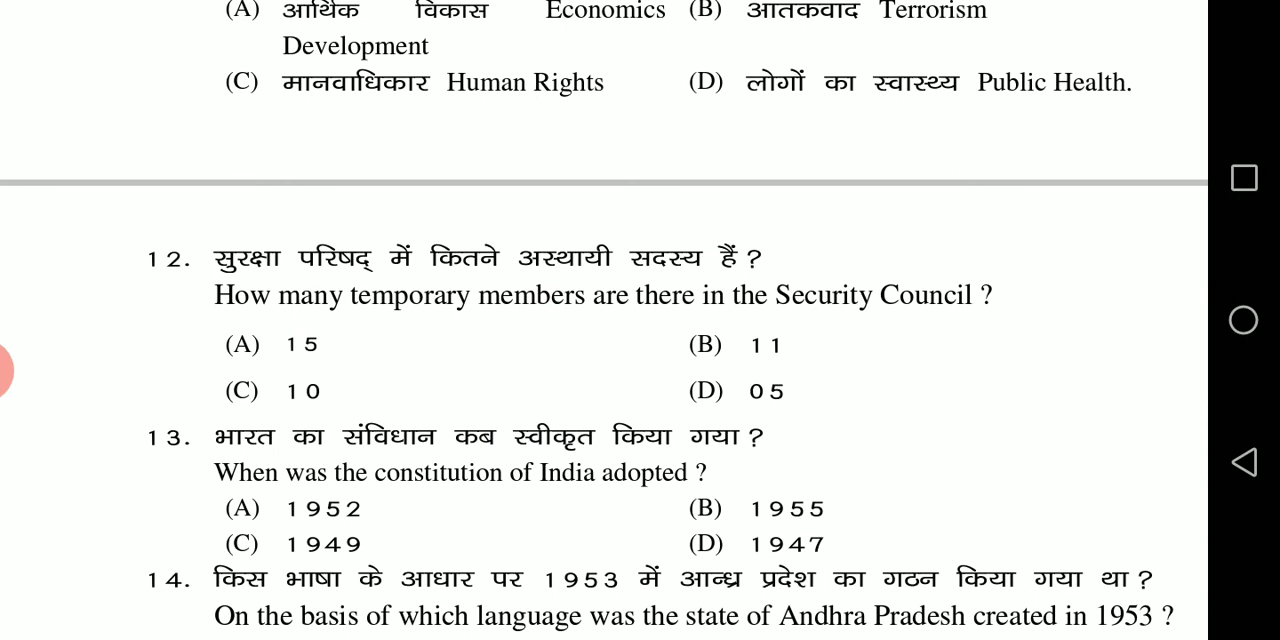 (A) आर्थिक विकास Economics (B) आतकवाद Terrorism
Development
(C) मानवाधिकार Human Rights (D) लोगों का स्वास्थ्य Public Health.
12. सुरक्षा परिषद् में कितने अस्थायी सदस्य हैं ?
How many temporary members are there in the Security Council ?
(A) 15 (B) 11
(C) 10 (D) 05
13. भारत का संविधान कब स्वीकृत किया गया ?
When was the constitution of India adopted ?
(A) 1952 (B) 1955
(C) 1949 (D) 1947
14. किस भाषा के आधार पर 1953 में आन्ध्र प्रदेश का गठन किया गया था ?
On the basis of which language was the state of Andhra Pradesh created in 1953 ?